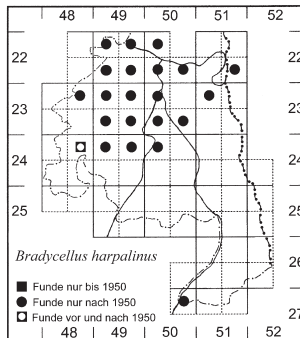 48 49 50 51 52
22 22
23 23
24 24
25 25
26
27
Bradycellus harpalinus
Funde nur bis 1950
Funde nur nach 1950
Funde vor und nach 1950
48 49 50 51 52